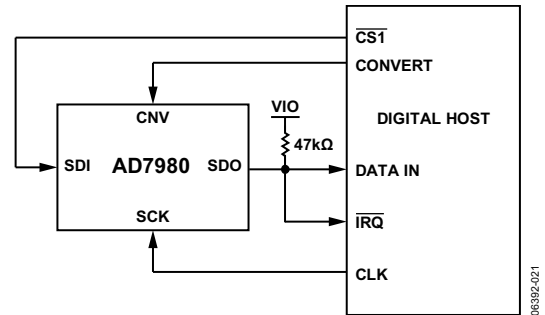 CS1
CONVERT
VIO
CNV
DIGITAL HOST
47kΩ
SDI
AD7980
SDO
DATA IN
SCK
IRQ
CLK
06392-021